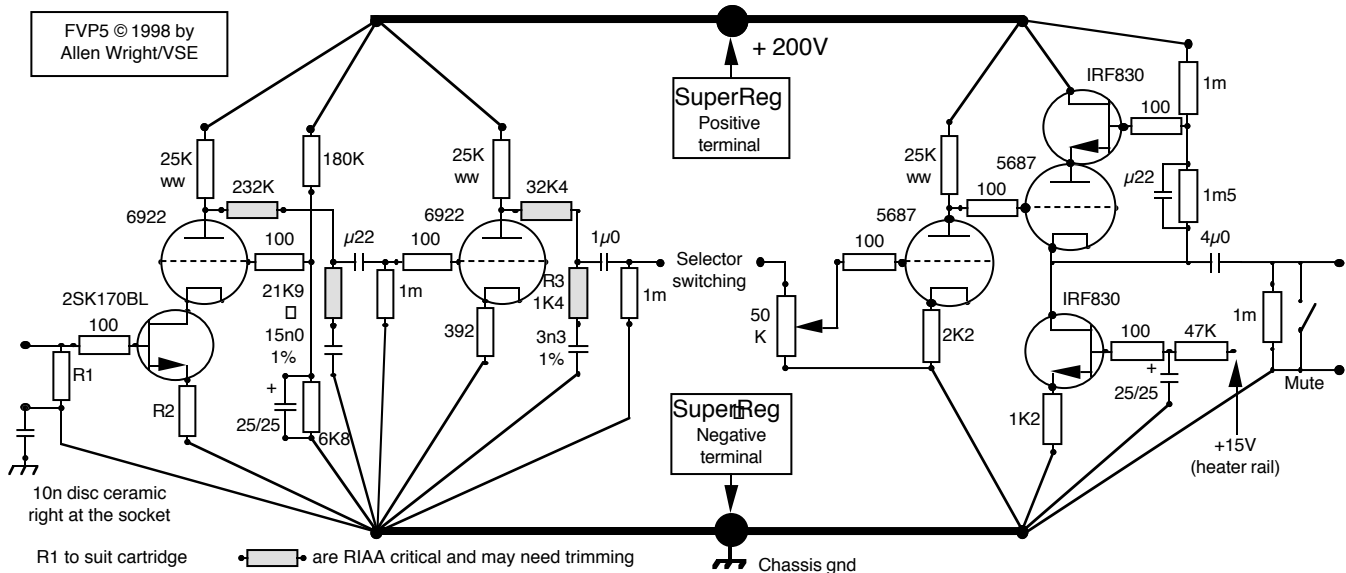 FVP5 © 1998 by
Allen Wright/VSE
+ 200V
SuperReg
Positive
terminal
25K
ww
180K
232K
6922
100
µ22
100
2SK170BL
100
21K9
15n0
1%
1m
R1
R2
+
25/25
6K8
10n disc ceramic
right at the socket
25K
ww
32K4
6922
1µ0
R3
1K4
1m
392
3n3
1%
Selector
switching
50
K
100
25K
ww
5687
2K2
100
5687
IRF830
100
1m
µ22
1m5
4µ0
IRF830
100
47K
1m
+
25/25
1K2
Mute
+15V
(heater rail)
SuperReg
Negative
terminal
R1 to suit cartridge
are RIAA critical and may need trimming
Chassis gnd